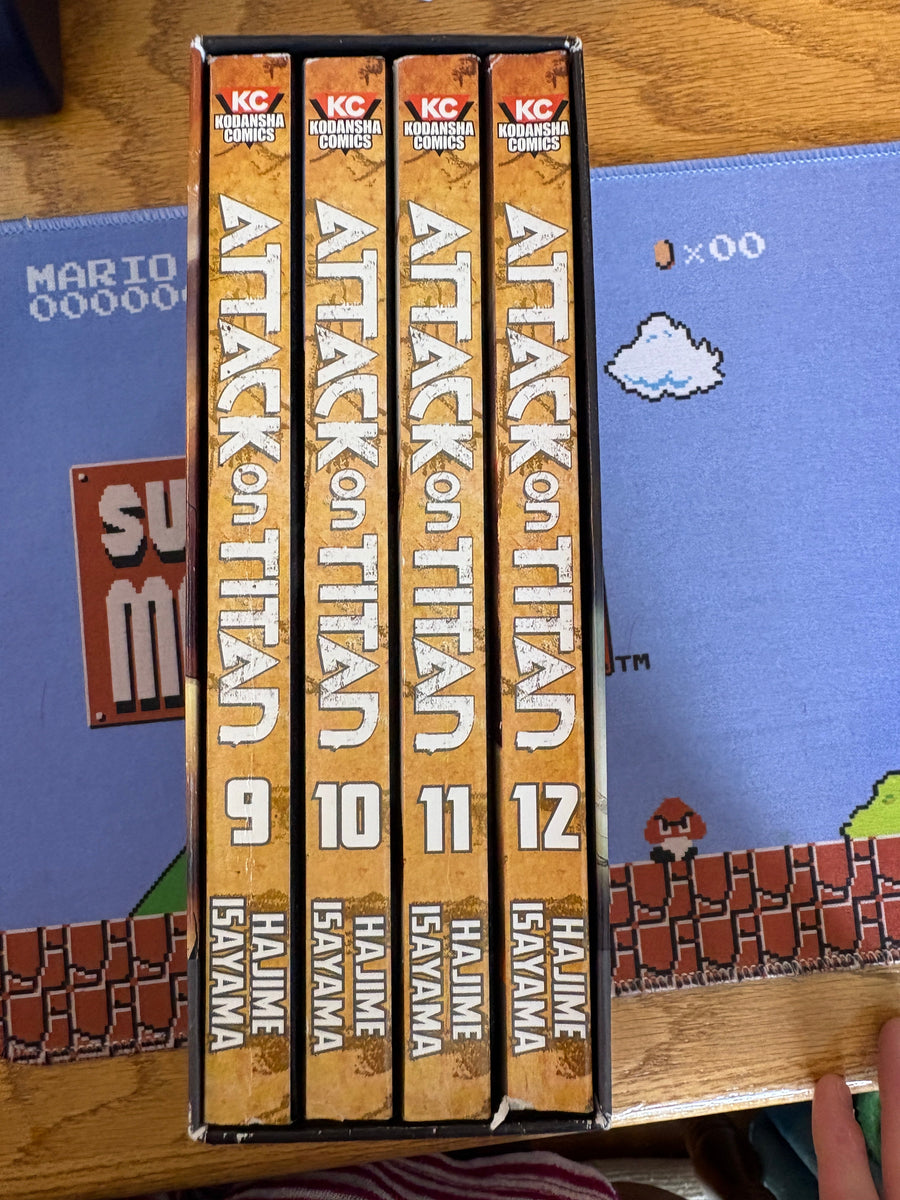 KC
KODANSHA
COMICS
ATTACK on TITAN
9
HAJIME
ISAYAMA
KC
KODANSHA
COMICS
ATTACK on TITAN
10
HAJIME
ISAYAMA
KC
KODANSHA
COMICS
ATTACK on TITAN
11
HAJIME
ISAYAMA
KC
KODANSHA
COMICS
ATTACK on TITAN
12
HAJIME
ISAYAMA
MARIO
000000
×00
SU
TM